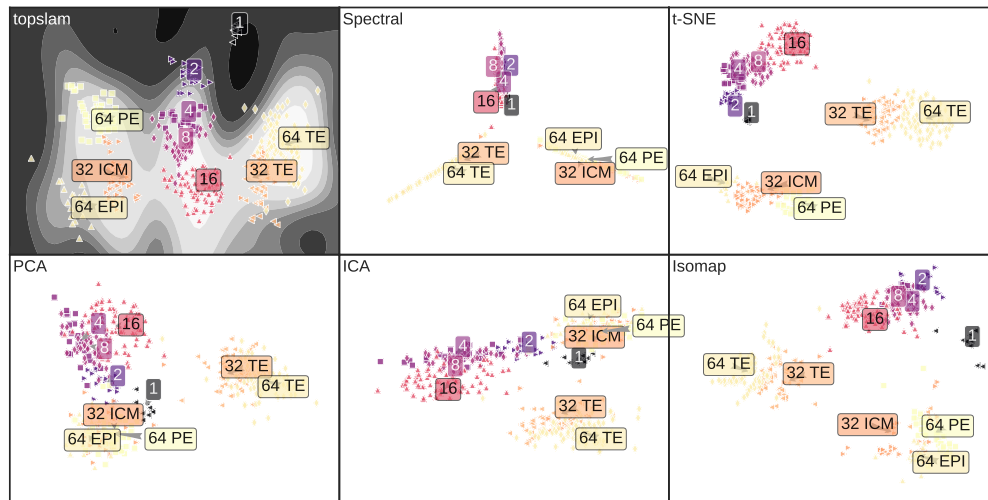 topslam
1
2
4
64 PE
8
64 TE
32 ICM
16
32 TE
64 EPI
Spectral
8
2
4
16
1
64 EPI
32 TE
64 PE
64 TE
32 ICM
t-SNE
16
8
4
2
1
32 TE
64 TE
64 EPI
32 ICM
64 PE
PCA
4
16
8
2
1
32 TE
64 TE
32 ICM
64 EPI
64 PE
ICA
64 EPI
64 PE
32 ICM
4
2
1
8
16
32 TE
64 TE
Isomap
2
8
4
16
1
64 TE
32 TE
32 ICM
64 PE
64 EPI